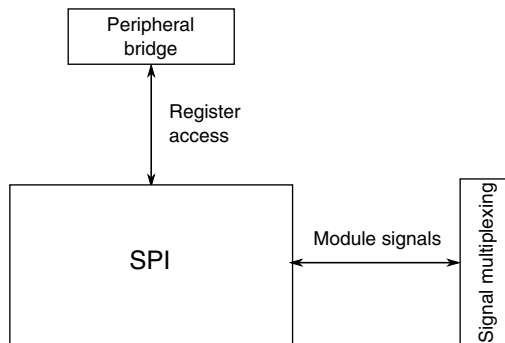 Peripheral
bridge
Register
access
SPI
Module signals
Signal multiplexing